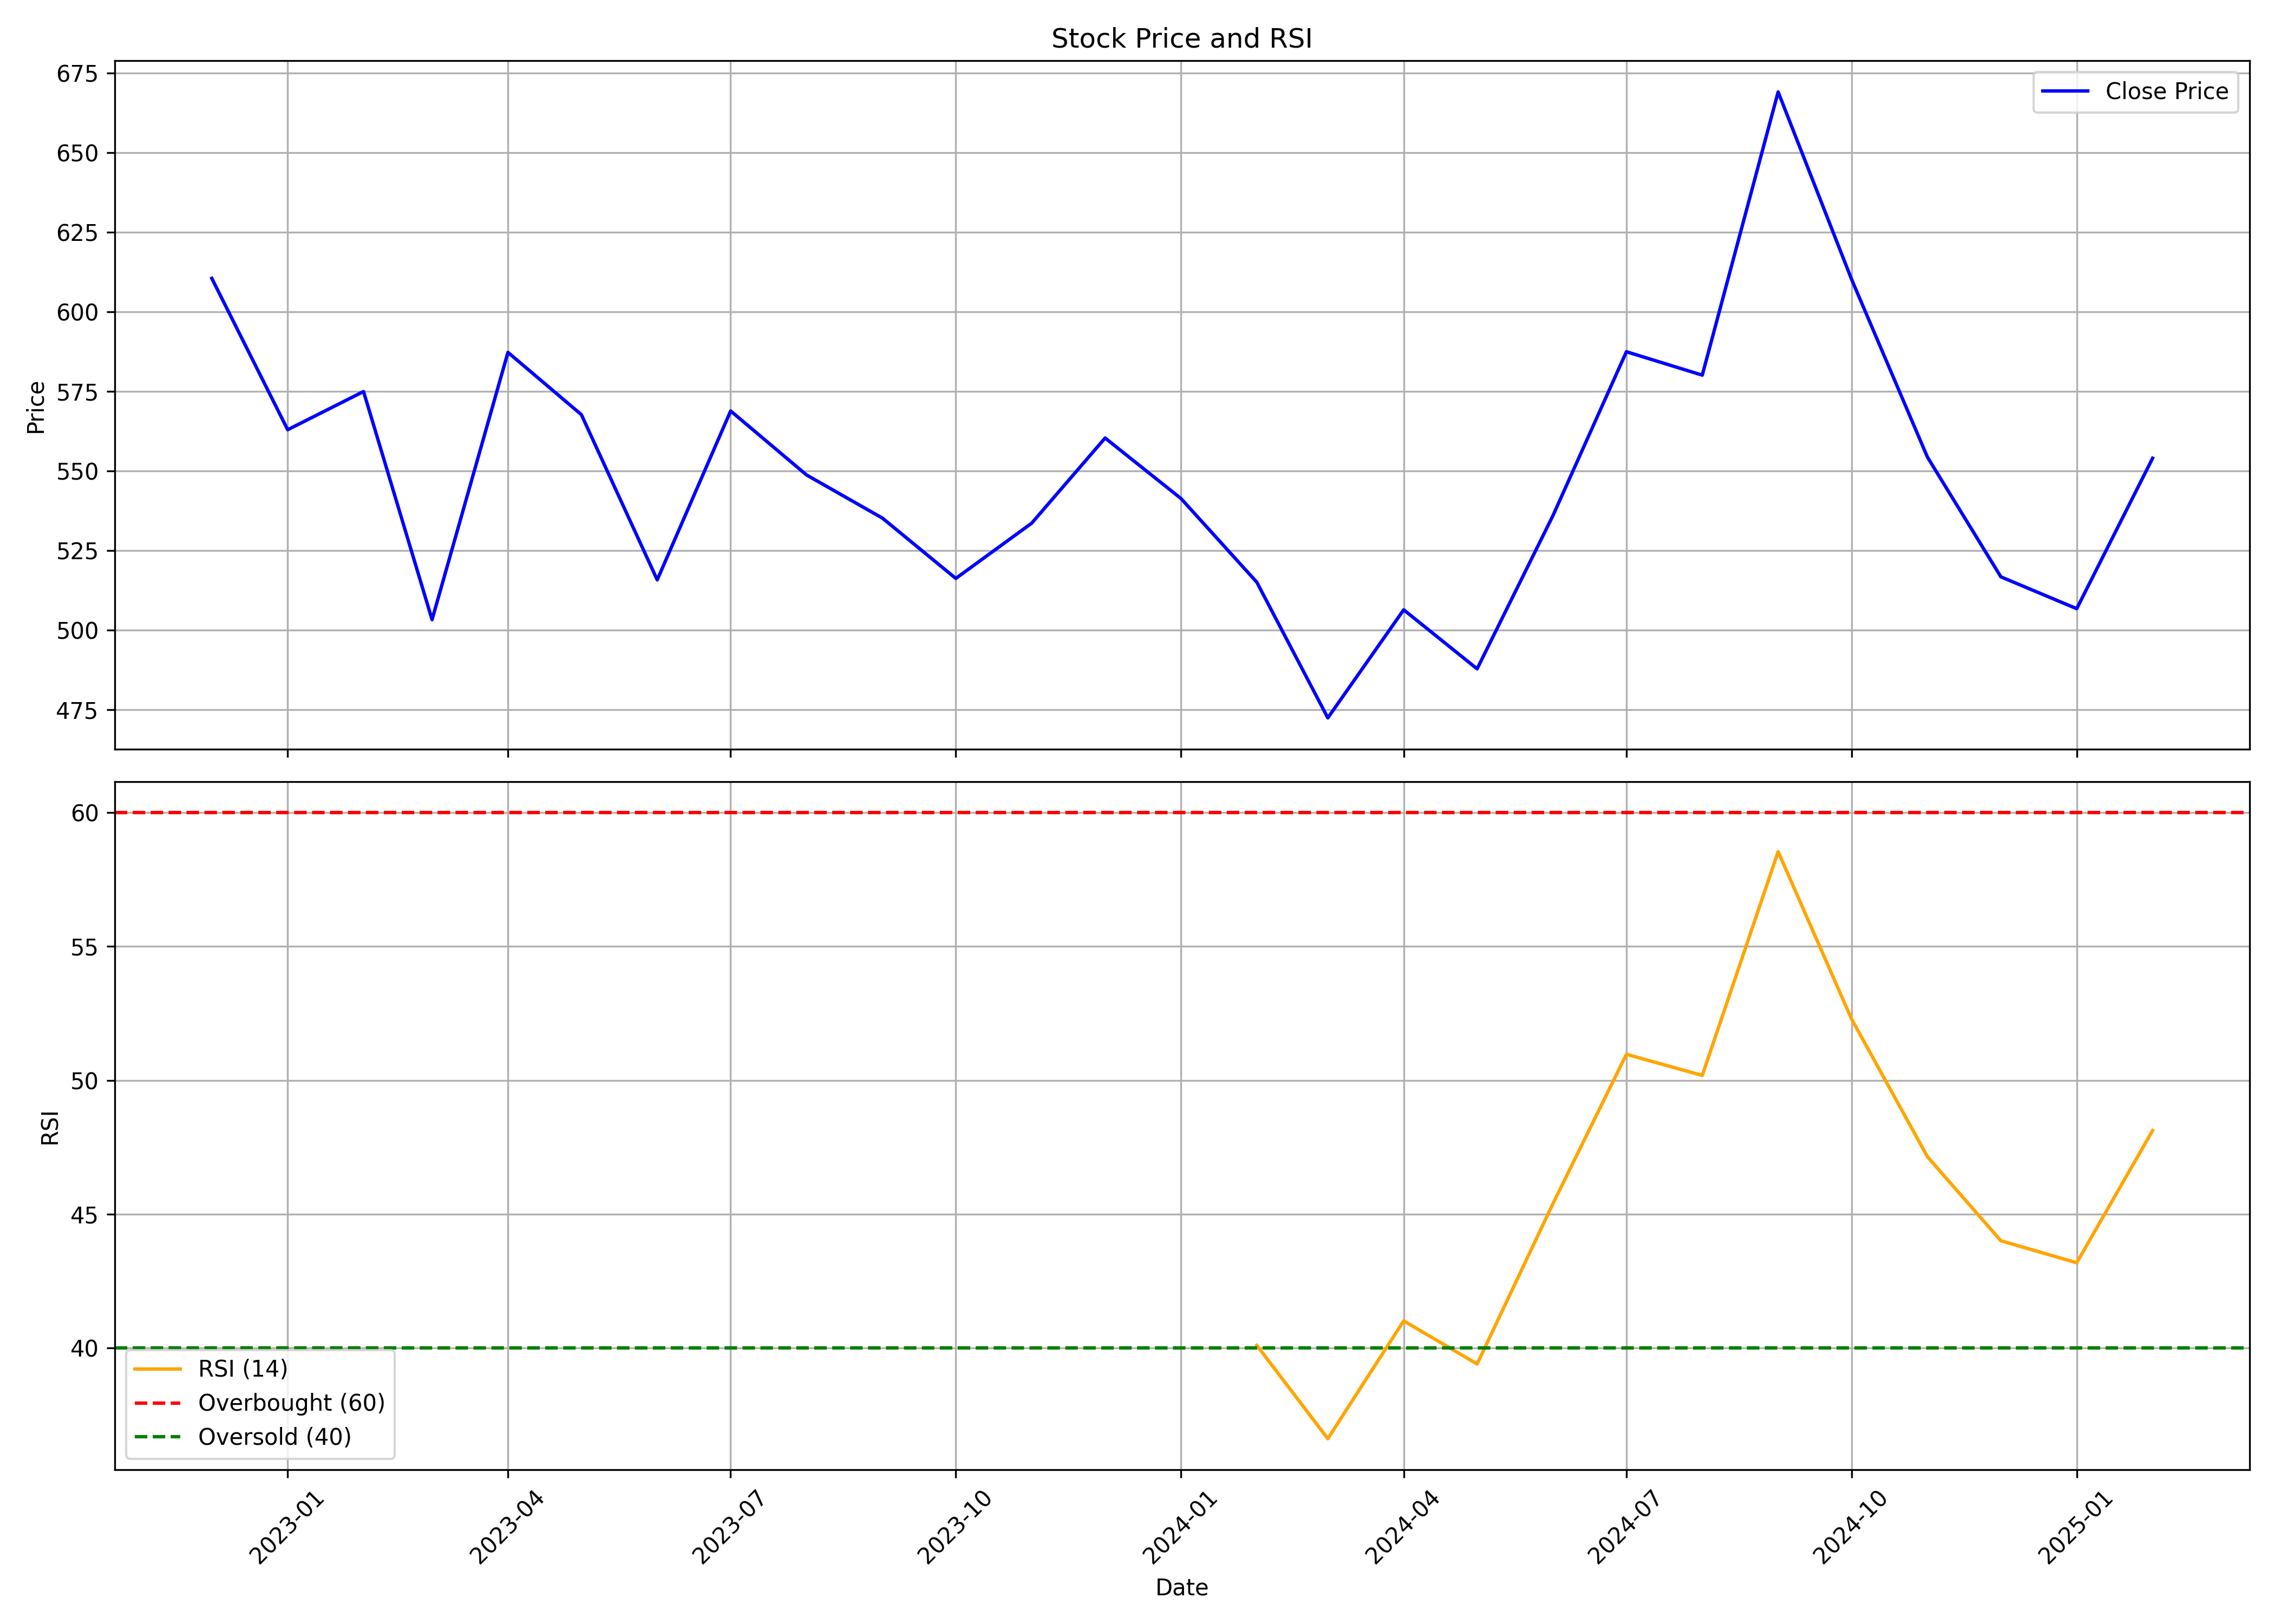 Stock Price and RSI
675
650
625
600
575
550
525
500
475
Price
Close Price
60
55
50
45
40
RSI
RSI (14)
Overbought (60)
Oversold (40)
2023-01
2023-04
2023-07
2023-10
2024-01
2024-04
2024-07
2024-10
2025-01
Date